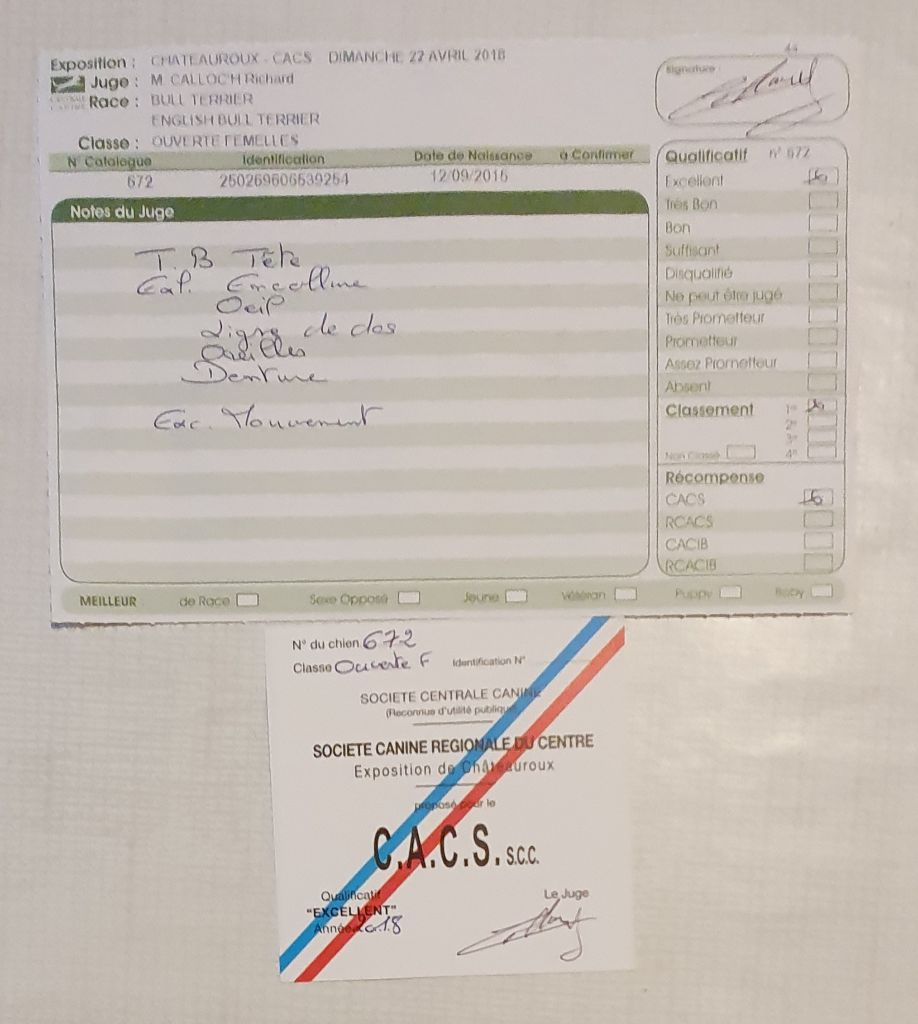 44
Exposition : CHATEAUROUX - CACS DIMANCHE 22 AVRIL 2018
Juge : M. CALLOC'H Richard
Race : BULL TERRIER
ENGLISH BULL TERRIER
Classe : OUVERTE FEMELLES
Signature
N° Catalogue Identification Date de Naissance à Confirmer
672 250269606539264 12/09/2015
Notes du Juge
T. B Tête
Exp. Encolure
Oeil
Ligne de dos
Oreilles
Denture
Exc. Mouvement
Qualificatif n° 672
Excellent
Très Bon
Bon
Suffisant
Disqualifié
Ne peut être jugé
Très Prometteur
Prometteur
Assez Prometteur
Absent
Classement 1er
2e
3e
Non Classé 4e
Récompense
CACS
RCACS
CACIB
RCACIB
MEILLEUR de Race Sexe Opposé Jeune Vétéran Puppy Baby
N° du chien 672
Classe Ouverte F Identification N°
SOCIETE CENTRALE CANINE
(Reconnue d'utilité publique)
SOCIETE CANINE REGIONALE DU CENTRE
Exposition de Châteauroux
proposé pour le
C.A.C.S. S.C.C.
Qualificatif
"EXCELLENT"
Année 2018
Le Juge